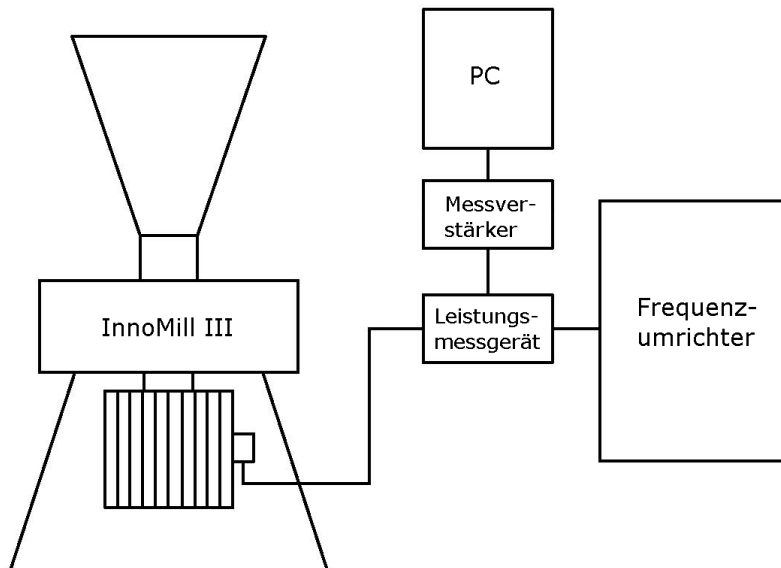 PC
Messver-
stärker
InnoMill III
Leistungs-
messgerät
Frequenz-
umrichter